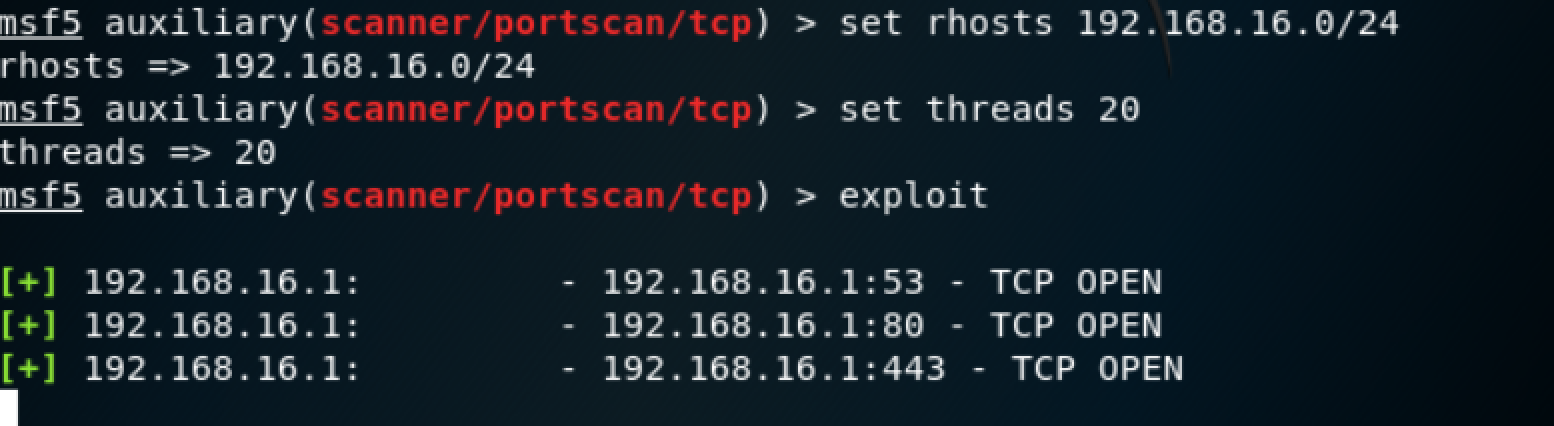 msf5 auxiliary(scanner/portscan/tcp) > set rhosts 192.168.16.0/24
rhosts => 192.168.16.0/24
msf5 auxiliary(scanner/portscan/tcp) > set threads 20
threads => 20
msf5 auxiliary(scanner/portscan/tcp) > exploit
[+] 192.168.16.1:         - 192.168.16.1:53 - TCP OPEN
[+] 192.168.16.1:         - 192.168.16.1:80 - TCP OPEN
[+] 192.168.16.1:         - 192.168.16.1:443 - TCP OPEN